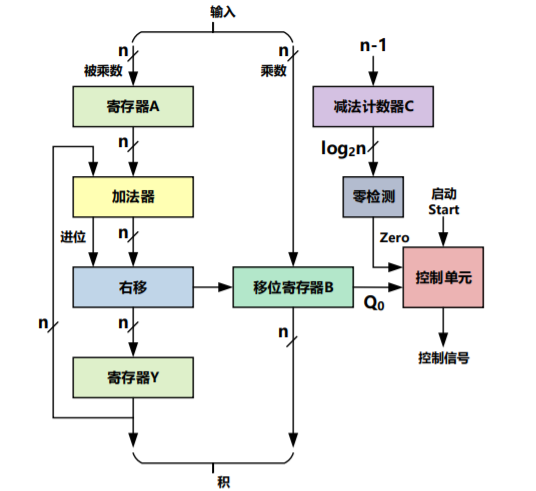 输入
n
n
n-1
被乘数
乘数
寄存器A
减法计数器C
n
log₂n
加法器
零检测
启动
Start
进位
n
Zero
右移
移位寄存器B
控制单元
Q₀
n
n
n
控制信号
寄存器Y
积